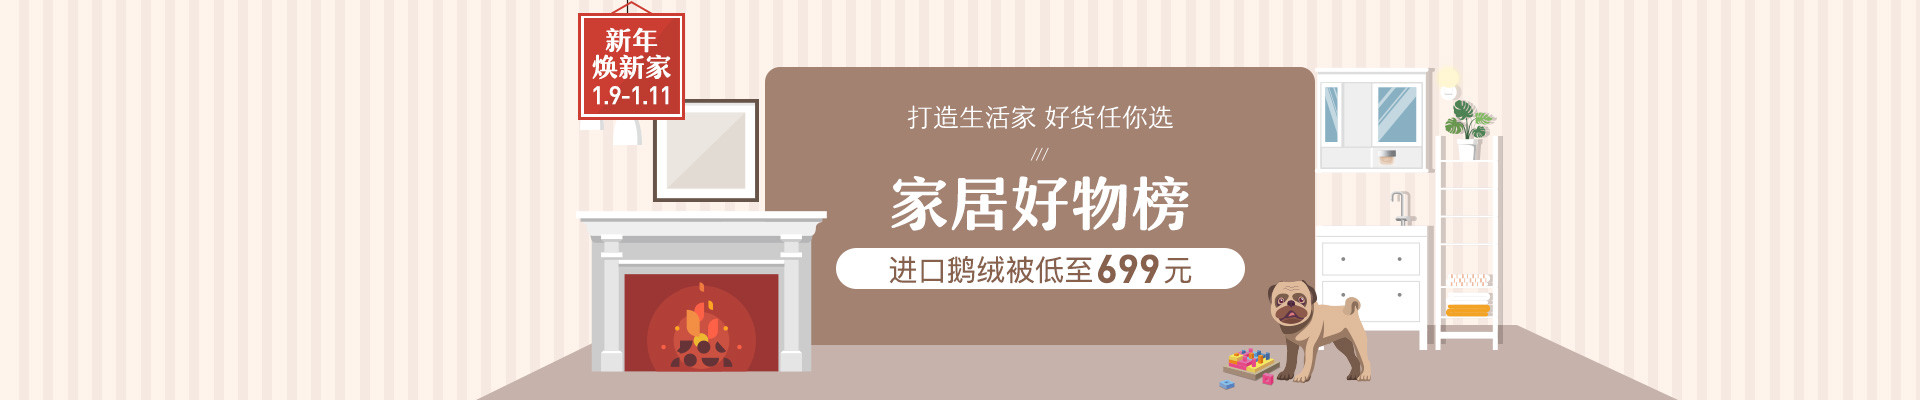 新年
焕新家
1.9-1.11
打造生活家 好货任你选
///
家居好物榜
进口鹅绒被低至699元